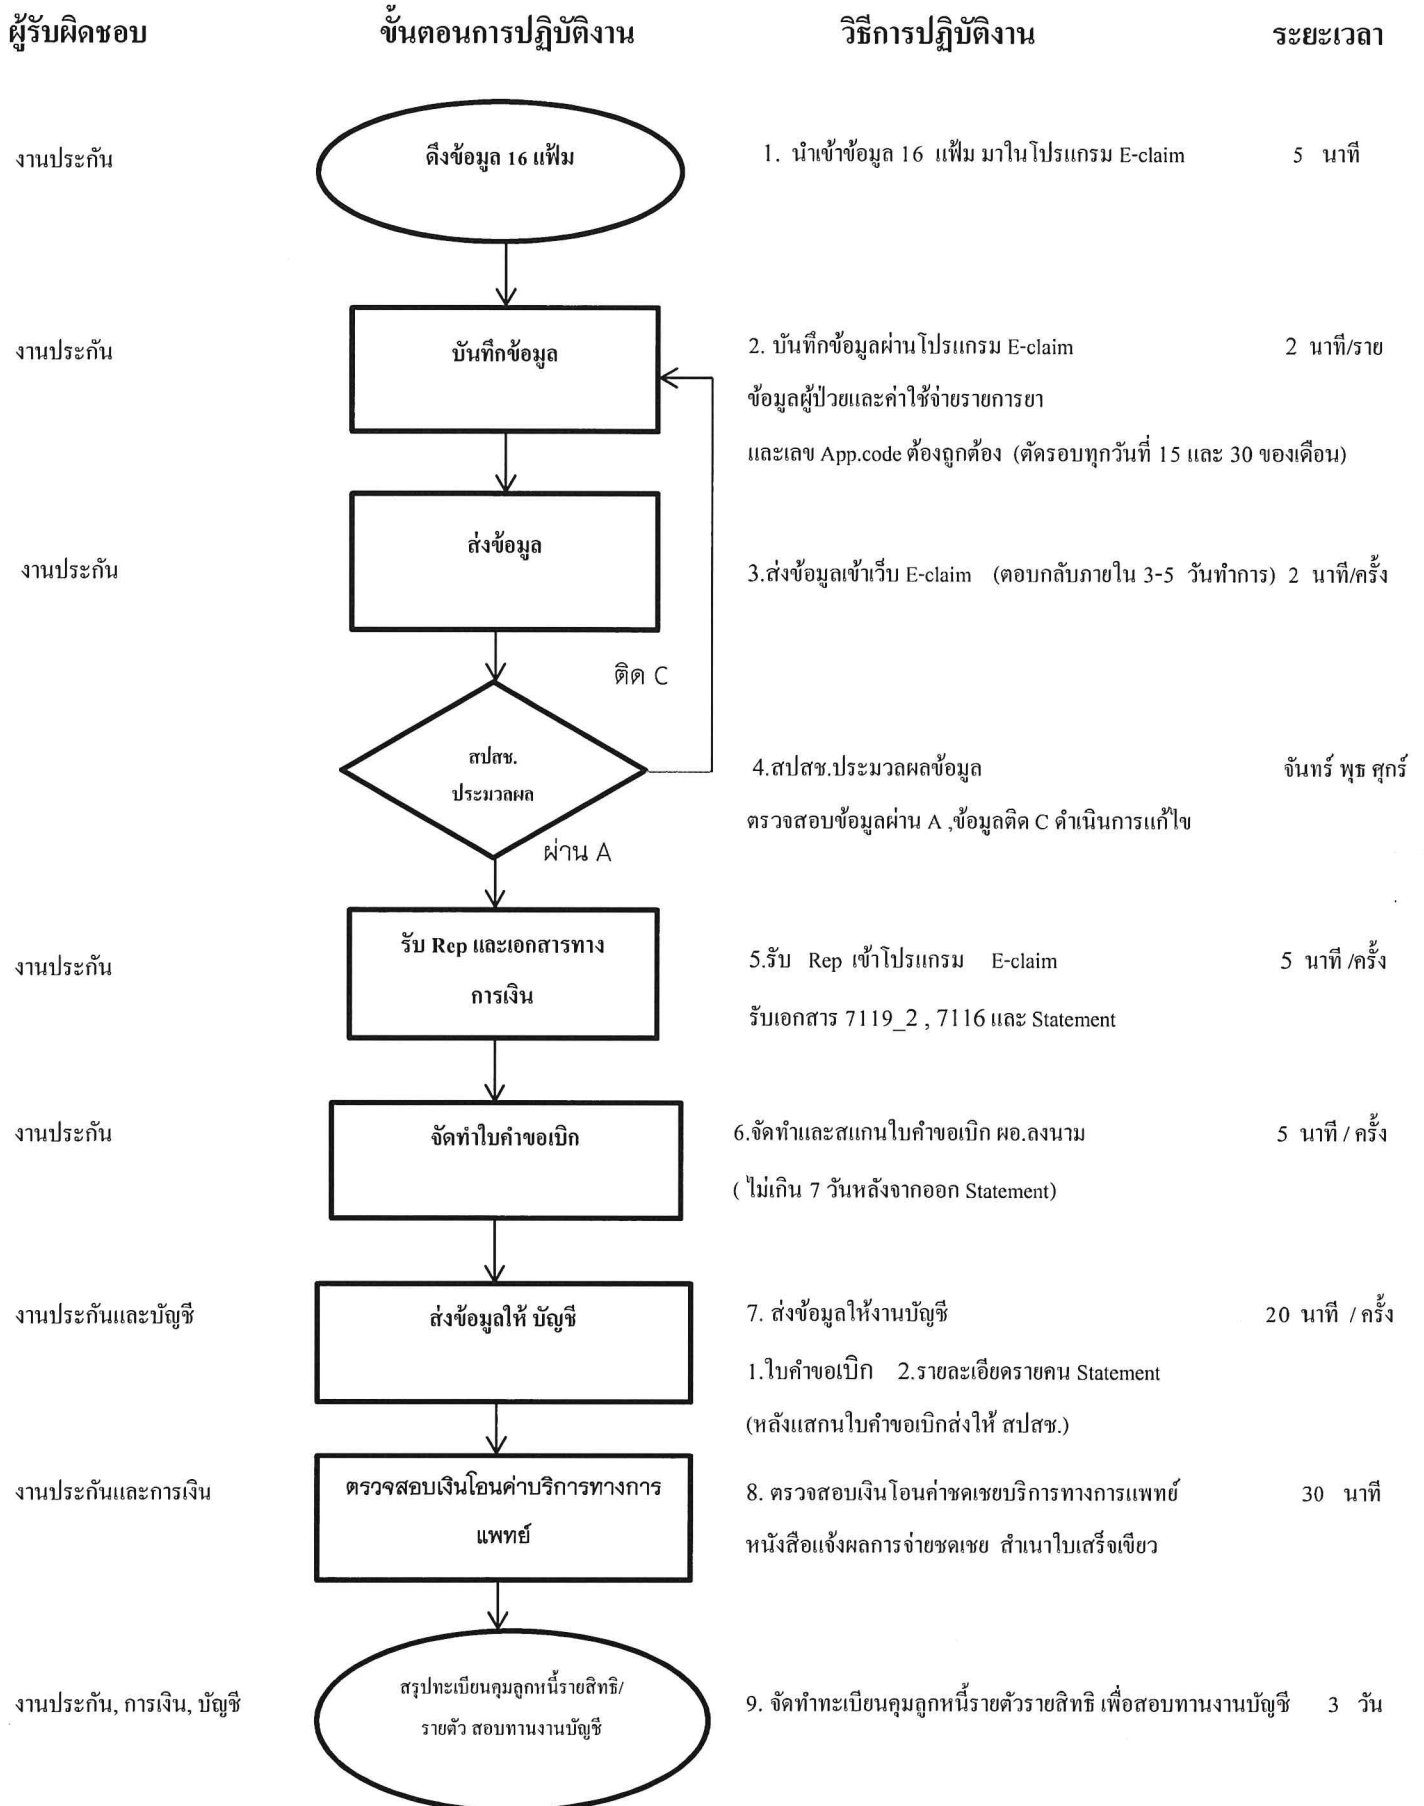 ผู้รับผิดชอบ ขั้นตอนการปฏิบัติงาน วิธีการปฏิบัติงาน ระยะเวลา
งานประกัน ดึงข้อมูล 16 แฟ้ม 1. นำเข้าข้อมูล 16 แฟ้ม มาในโปรแกรม E-claim 5 นาที
งานประกัน บันทึกข้อมูล 2. บันทึกข้อมูลผ่านโปรแกรม E-claim 2 นาที/ราย
ข้อมูลผู้ป่วยและค่าใช้จ่ายรายการยา
และเลข App.code ต้องถูกต้อง (ตัดรอบทุกวันที่ 15 และ 30 ของเดือน)
ส่งข้อมูล
งานประกัน 3.ส่งข้อมูลเข้าเว็บ E-claim (ตอบกลับภายใน 3-5 วันทำการ) 2 นาที/ครั้ง
ติด C
สปสช. 4.สปสช.ประมวลผลข้อมูล จันทร์ พุธ ศุกร์
ประมวลผล
ตรวจสอบข้อมูลผ่าน A ,ข้อมูลติด C ดำเนินการแก้ไข
ผ่าน A
รับ Rep และเอกสารทาง
การเงิน
งานประกัน 5.รับ Rep เข้าโปรแกรม E-claim 5 นาที /ครั้ง
รับเอกสาร 7119_2 , 7116 และ Statement
งานประกัน จัดทำใบคำขอเบิก 6.จัดทำและสแกนใบคำขอเบิก ผอ.ลงนาม 5 นาที / ครั้ง
( ไม่เกิน 7 วันหลังจากออก Statement)
งานประกันและบัญชี ส่งข้อมูลให้ บัญชี 7. ส่งข้อมูลให้งานบัญชี 20 นาที / ครั้ง
1.ใบคำขอเบิก 2.รายละเอียดรายคน Statement
(หลังแสกนใบคำขอเบิกส่งให้ สปสช.)
งานประกันและการเงิน ตรวจสอบเงินโอนค่าบริการทางการ 8. ตรวจสอบเงินโอนค่าชดเชยบริการทางการแพทย์ 30 นาที
แพทย์ หนังสือแจ้งผลการจ่ายชดเชย สำเนาใบเสร็จเขียว
สรุปทะเบียนคุมลูกหนี้รายสิทธิ/
รายตัว สอบทานงานบัญชี
งานประกัน, การเงิน, บัญชี 9. จัดทำทะเบียนคุมลูกหนี้รายตัวรายสิทธิ เพื่อสอบทานงานบัญชี 3 วัน